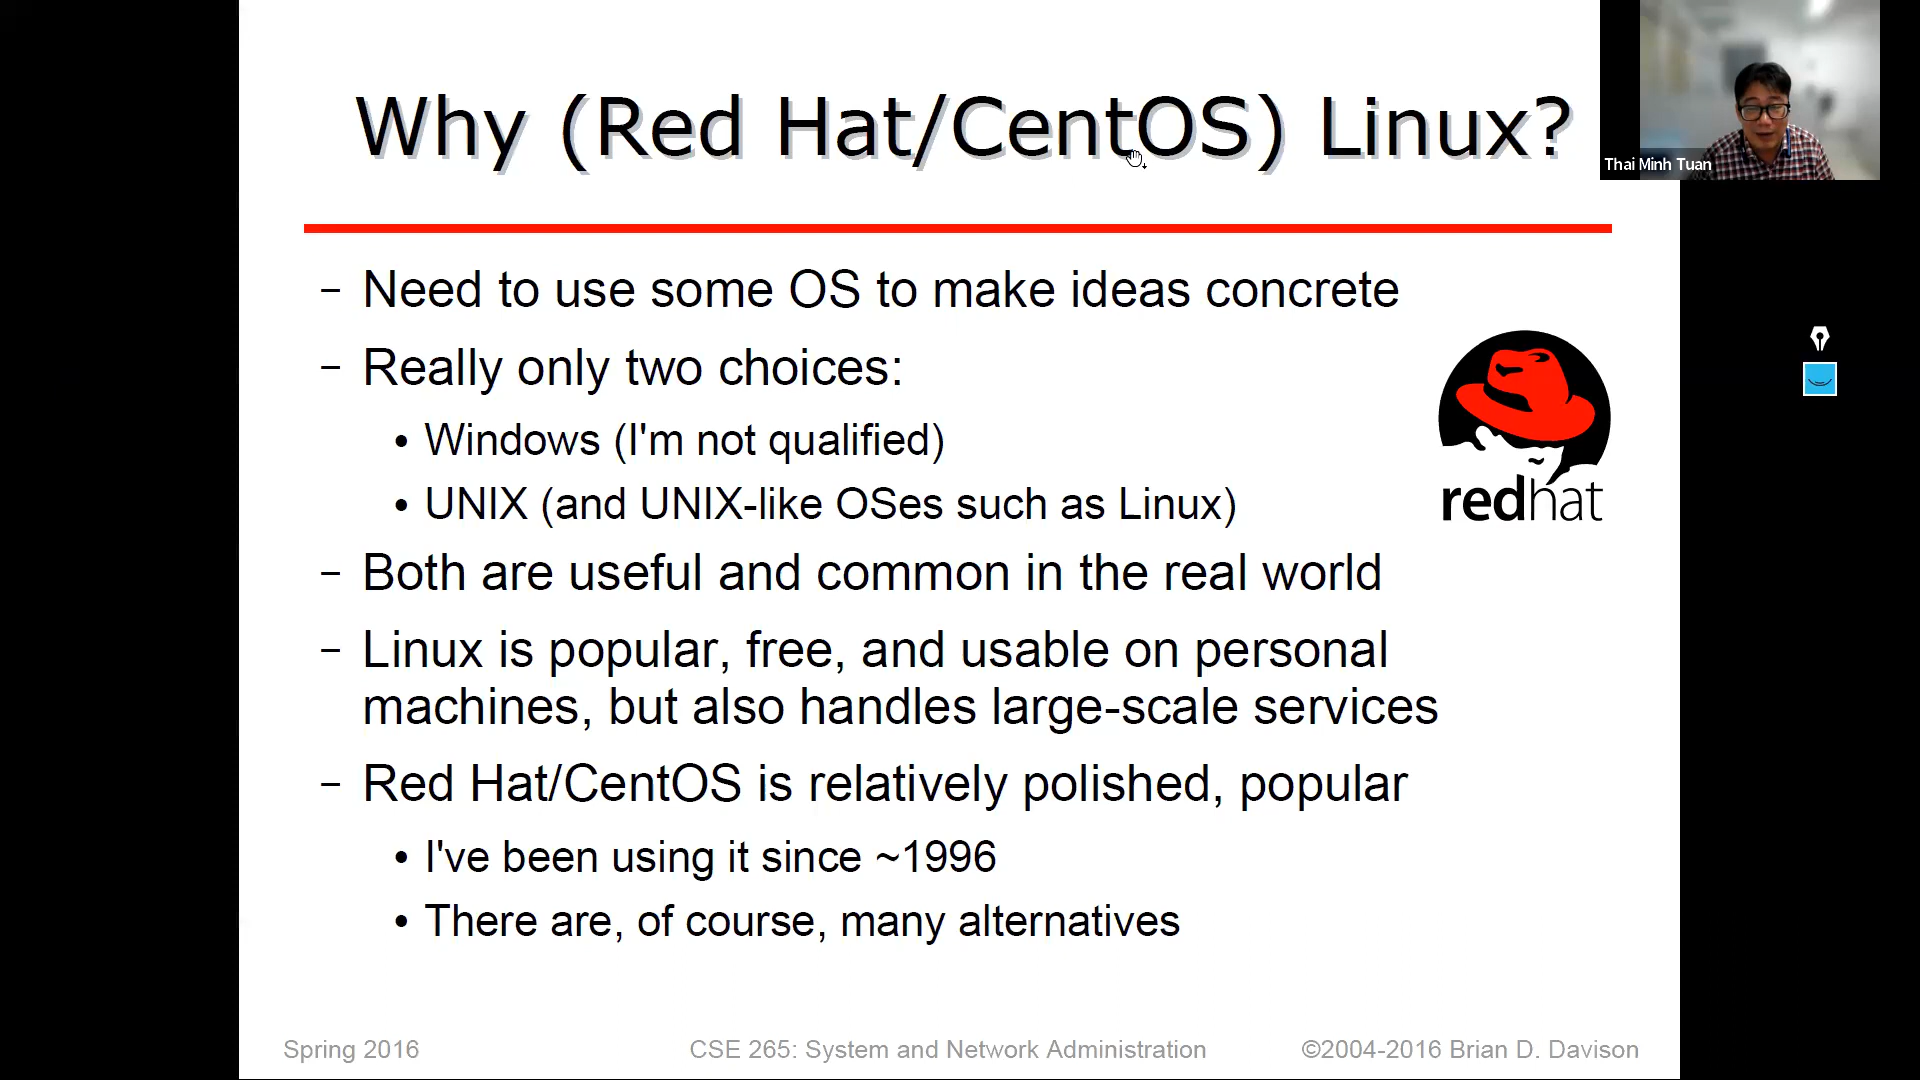 Why (Red Hat/CentOS) Linux?
Thai Minh Tuan
– Need to use some OS to make ideas concrete
– Really only two choices:
• Windows (I'm not qualified)
• UNIX (and UNIX-like OSes such as Linux)
redhat
– Both are useful and common in the real world
– Linux is popular, free, and usable on personal
machines, but also handles large-scale services
– Red Hat/CentOS is relatively polished, popular
• I've been using it since ~1996
• There are, of course, many alternatives
Spring 2016
CSE 265: System and Network Administration
©2004-2016 Brian D. Davison